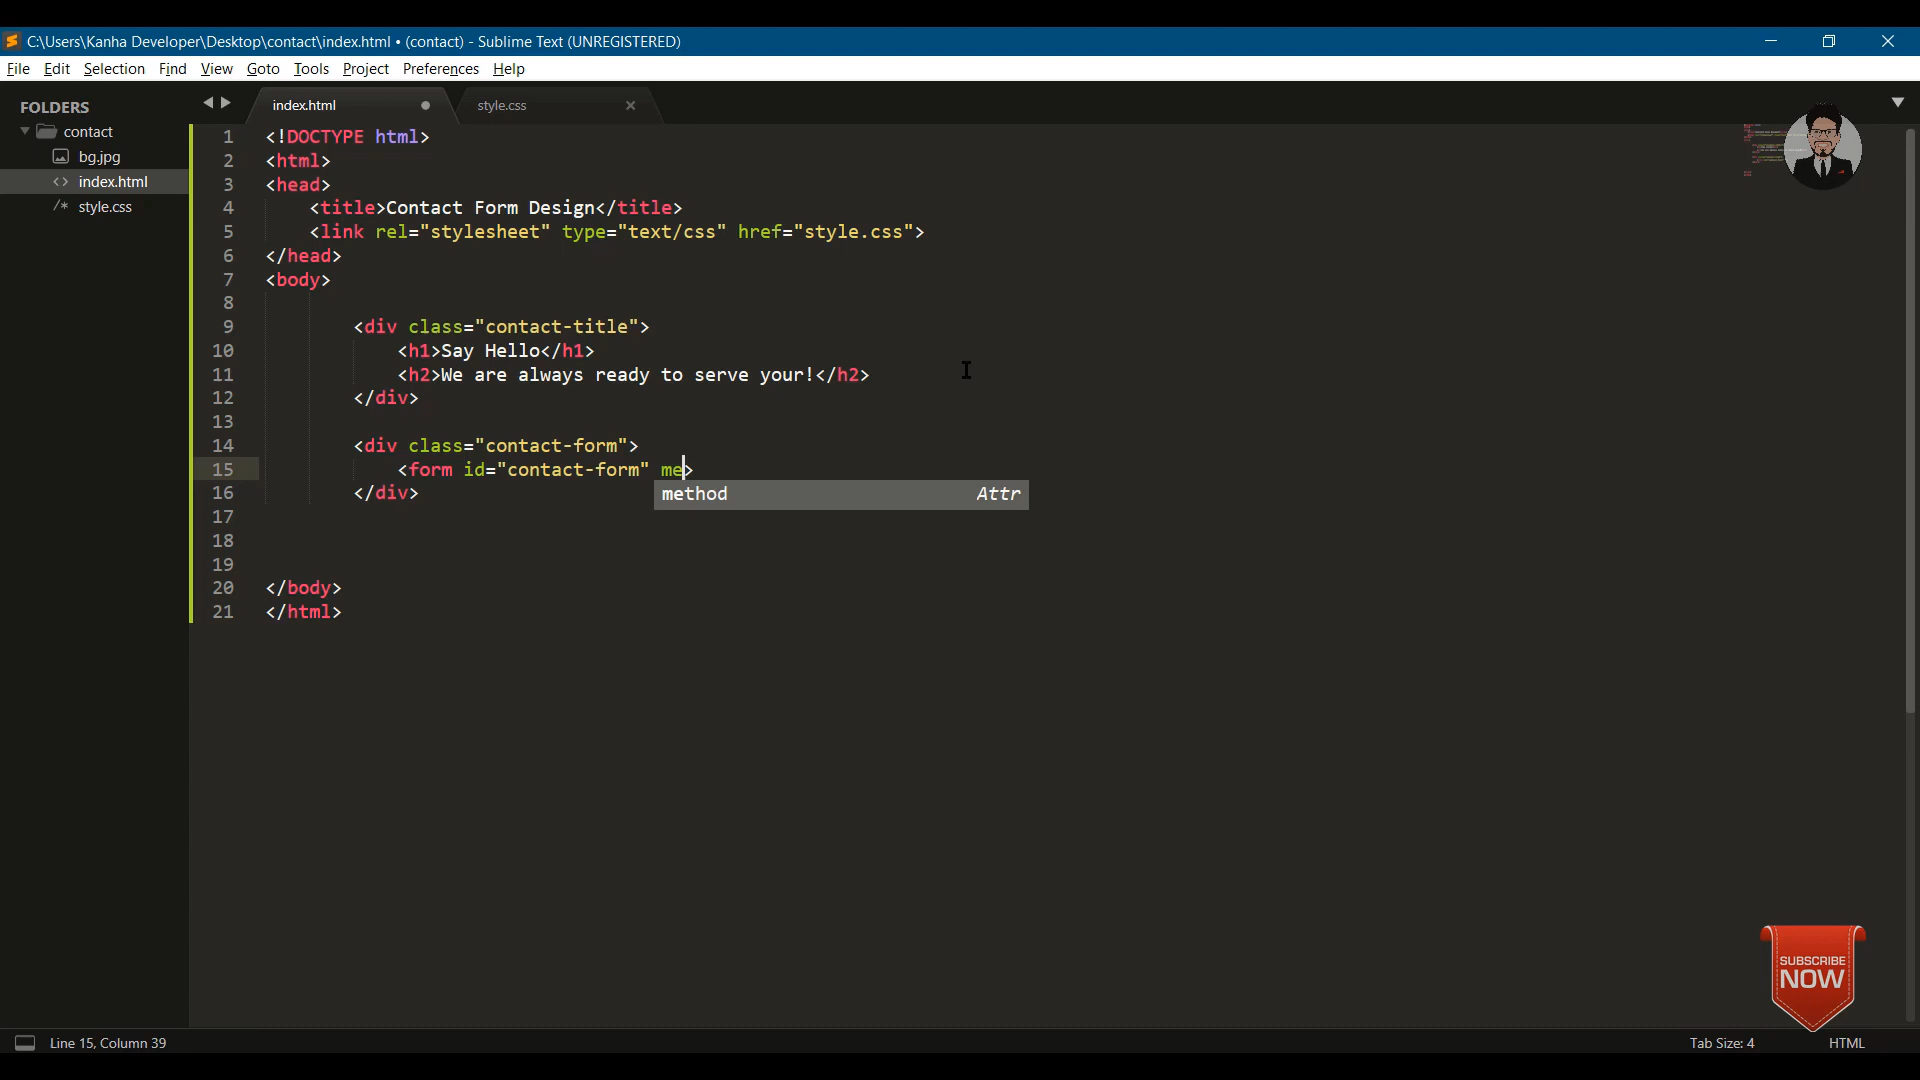 C:\Users\Kanha Developer\Desktop\contact\index.html • (contact) - Sublime Text (UNREGISTERED)
File Edit Selection Find View Goto Tools Project Preferences Help
FOLDERS
contact
bg.jpg
index.html
style.css
index.html
style.css
1 <!DOCTYPE html>
2 <html>
3 <head>
4 <title>Contact Form Design</title>
5 <link rel="stylesheet" type="text/css" href="style.css">
6 </head>
7 <body>
8
9 <div class="contact-title">
10 <h1>Say Hello</h1>
11 <h2>We are always ready to serve your!</h2>
12 </div>
13
14 <div class="contact-form">
15 <form id="contact-form" me>
method Attr
16 </div>
17
18
19
20 </body>
21 </html>
SUBSCRIBE
NOW
Line 15, Column 39
Tab Size: 4
HTML